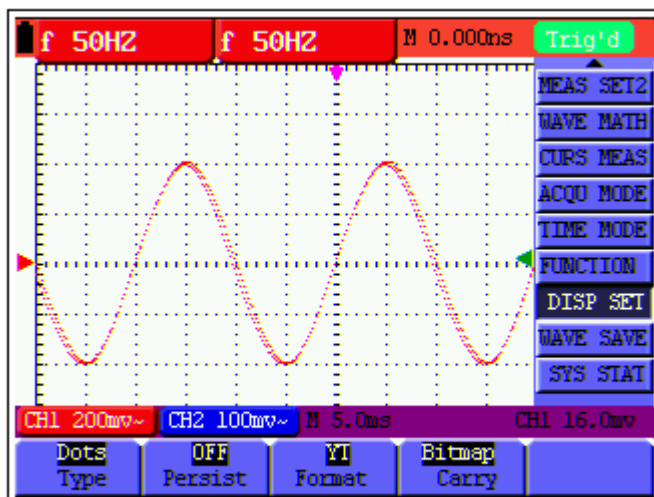 f 50HZ f 50HZ M 0.000ns Trig'd
MEAS SET2
WAVE MATH
CURS MEAS
ACQU MODE
TIME MODE
FUNCTION
DISP SET
WAVE SAVE
SYS STAT
CH1 200mv~ CH2 100mv~ M 5.0ms CH1 16.0mv
Dots OFF YT Bitmap
Type Persist Format Carry